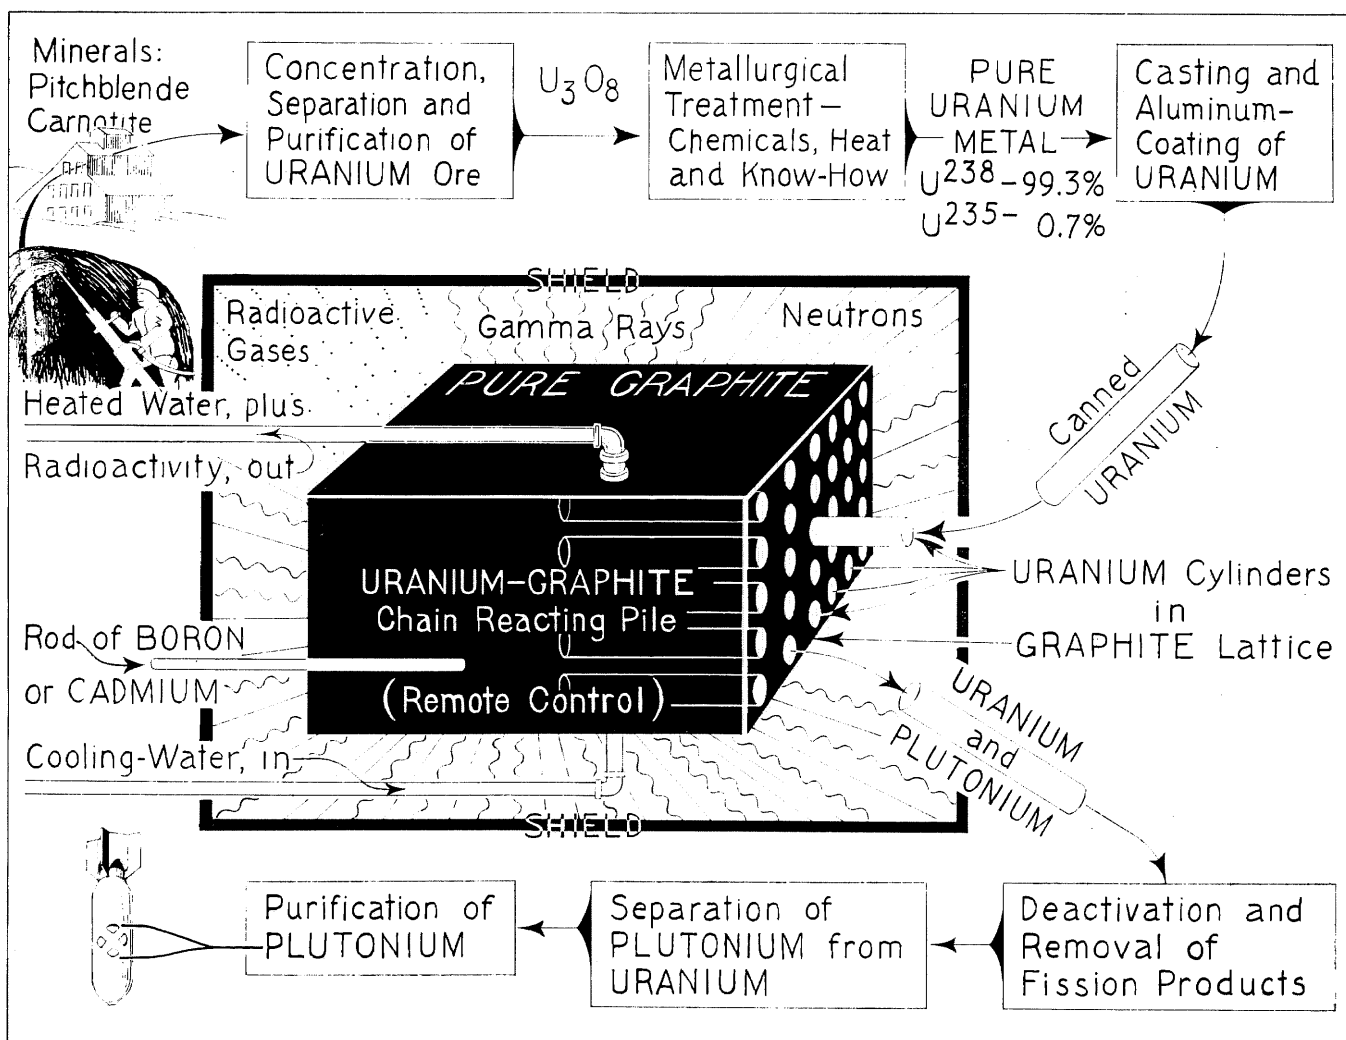 Minerals:
Pitchblende
Carnotite
Concentration,
Separation and
Purification of
URANIUM Ore
U₃O₈
Metallurgical
Treatment—
Chemicals, Heat
and Know-How
PURE
URANIUM
METAL
U²³⁸–99.3%
U²³⁵– 0.7%
Casting and
Aluminum-
Coating of
URANIUM
SHIELD
Radioactive
Gases
Gamma Rays
Neutrons
PURE GRAPHITE
Heated Water, plus
Radioactivity, out
Canned
URANIUM
URANIUM–GRAPHITE
Chain Reacting Pile
(Remote Control)
URANIUM Cylinders
in
GRAPHITE Lattice
Rod of BORON
or CADMIUM
Cooling-Water, in
URANIUM
and
PLUTONIUM
SHIELD
Purification of
PLUTONIUM
Separation of
PLUTONIUM from
URANIUM
Deactivation and
Removal of
Fission Products